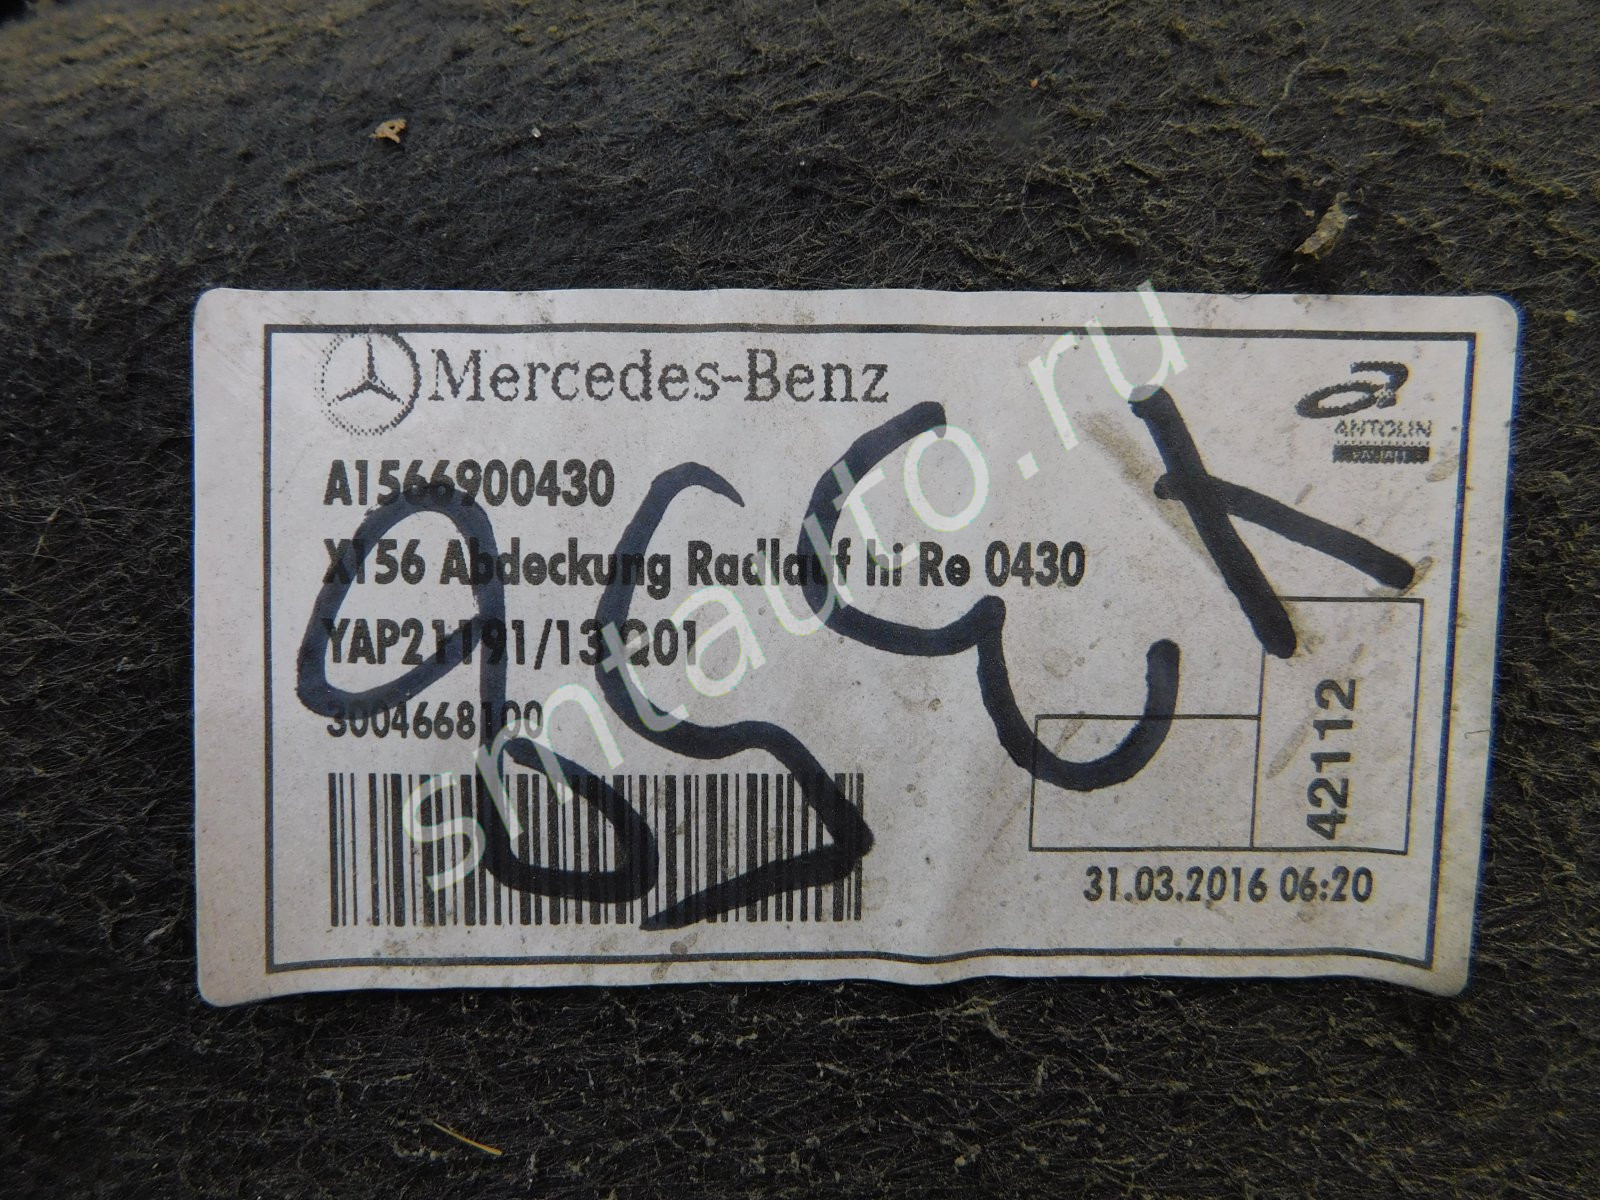 Mercedes-Benz
ANTOLIN
A1566900430
X156 Abdeckung Radlauf hi Re 0430
YAP21191/13 Q01
3004668100
42112
31.03.2016 06:20
smtauto.ru